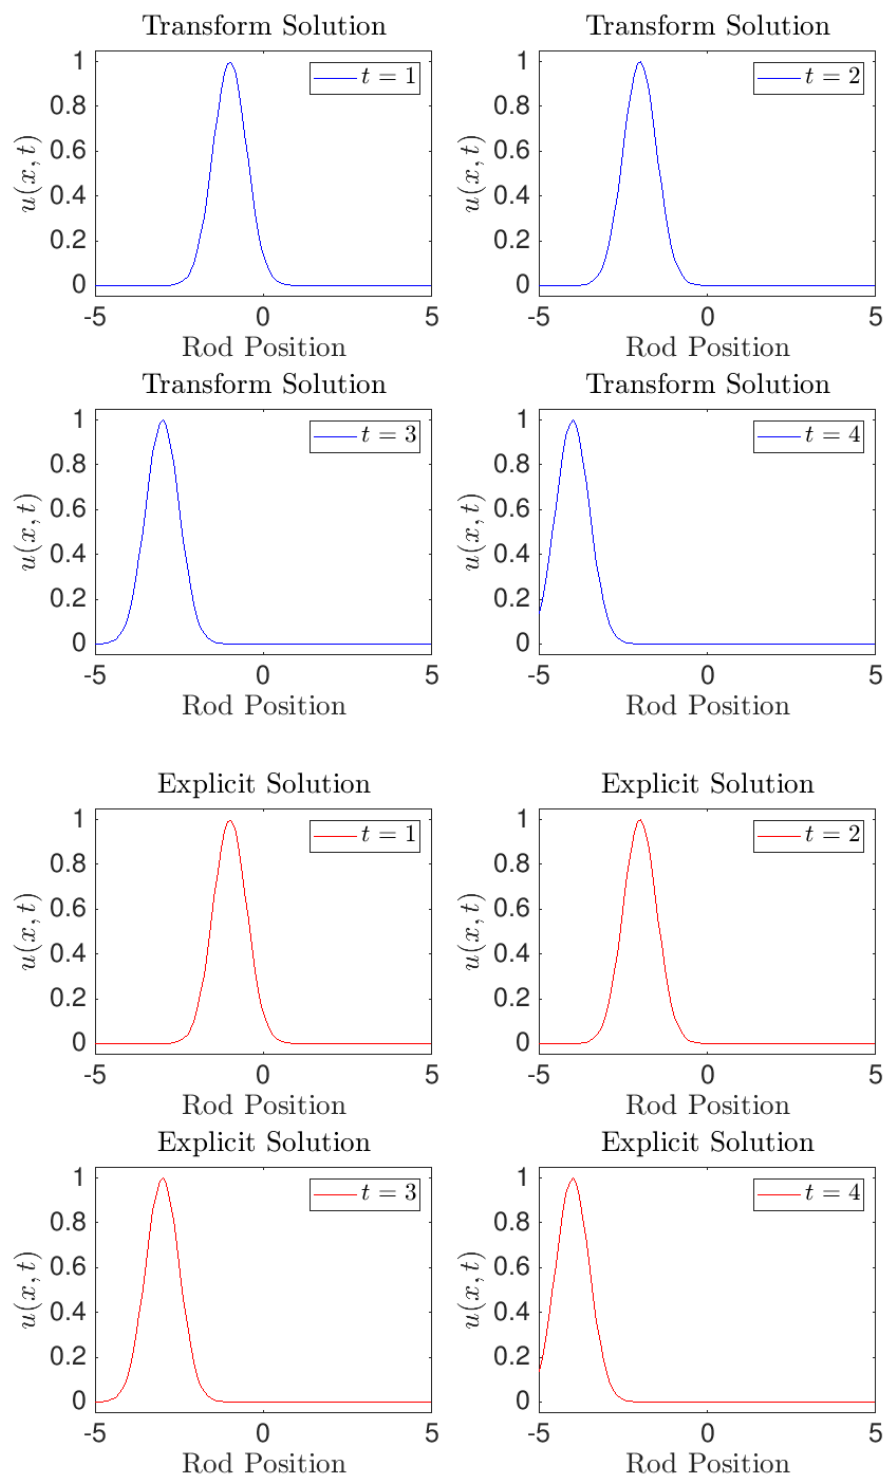 Transform Solution
1
0.8
0.6
0.4
0.2
0
u(x, t)
t = 1
-5 0 5
Rod Position
Transform Solution
1
0.8
0.6
0.4
0.2
0
u(x, t)
t = 2
-5 0 5
Rod Position
Transform Solution
1
0.8
0.6
0.4
0.2
0
u(x, t)
t = 3
-5 0 5
Rod Position
Transform Solution
1
0.8
0.6
0.4
0.2
0
u(x, t)
t = 4
-5 0 5
Rod Position
Explicit Solution
1
0.8
0.6
0.4
0.2
0
u(x, t)
t = 1
-5 0 5
Rod Position
Explicit Solution
1
0.8
0.6
0.4
0.2
0
u(x, t)
t = 2
-5 0 5
Rod Position
Explicit Solution
1
0.8
0.6
0.4
0.2
0
u(x, t)
t = 3
-5 0 5
Rod Position
Explicit Solution
1
0.8
0.6
0.4
0.2
0
u(x, t)
t = 4
-5 0 5
Rod Position